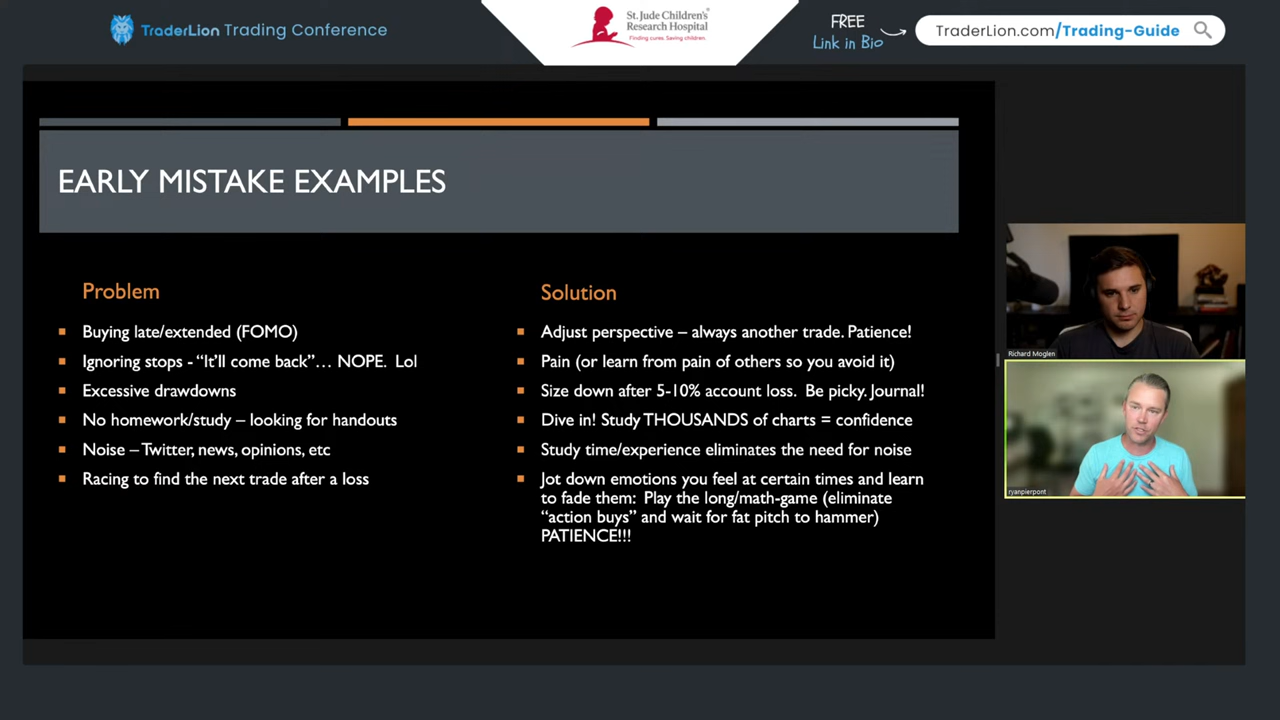 TraderLion Trading Conference
St. Jude Children's
Research Hospital
Finding cures. Saving children.
FREE
Link in Bio
TraderLion.com/Trading-Guide
EARLY MISTAKE EXAMPLES
Problem
Buying late/extended (FOMO)
Ignoring stops - “It’ll come back”… NOPE. Lol
Excessive drawdowns
No homework/study – looking for handouts
Noise – Twitter, news, opinions, etc
Racing to find the next trade after a loss
Solution
Adjust perspective – always another trade. Patience!
Pain (or learn from pain of others so you avoid it)
Size down after 5-10% account loss. Be picky. Journal!
Dive in! Study THOUSANDS of charts = confidence
Study time/experience eliminates the need for noise
Jot down emotions you feel at certain times and learn
to fade them: Play the long/math-game (eliminate
“action buys” and wait for fat pitch to hammer)
PATIENCE!!!
Richard Moglen
ryanpierpont